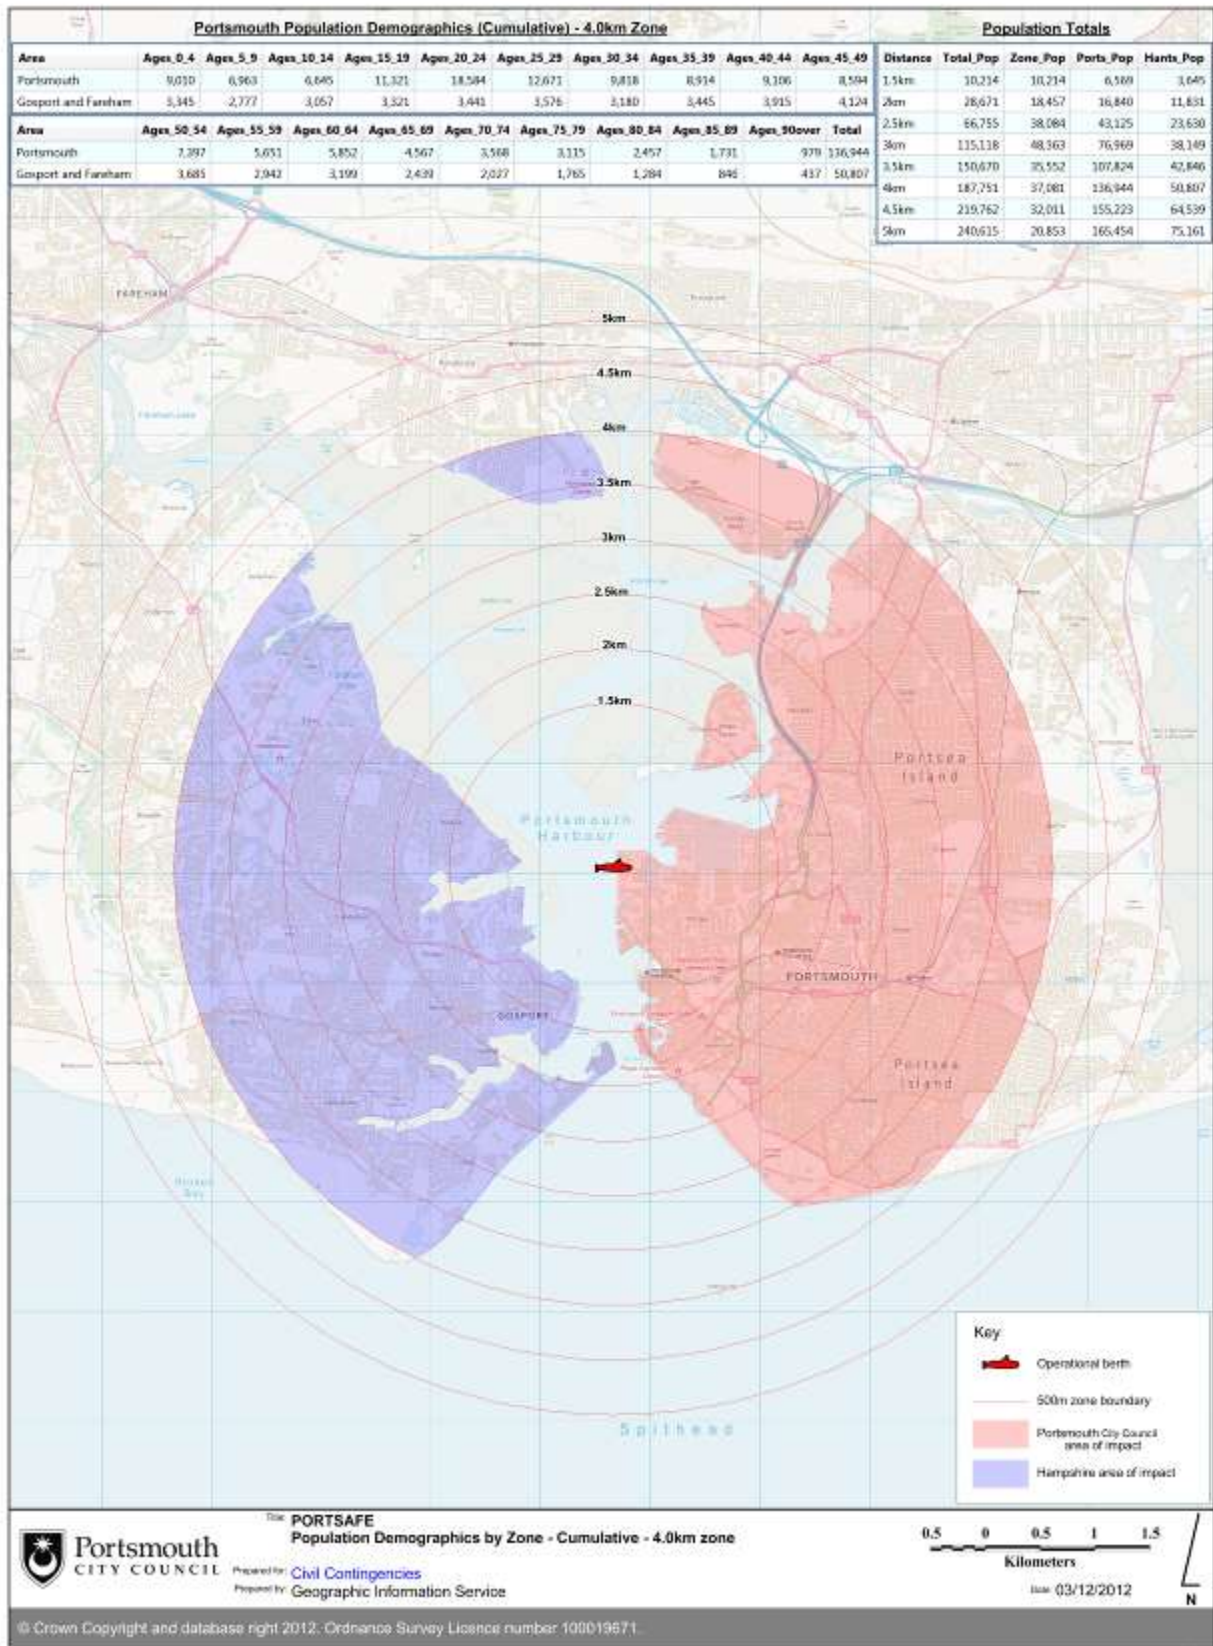 Portsmouth Population Demographics (Cumulative) - 4.0km Zone
Area Ages_0_4 Ages_5_9 Ages_10_14 Ages_15_19 Ages_20_24 Ages_25_29 Ages_30_34 Ages_35_39 Ages_40_44 Ages_45_49
Portsmouth 9,010 6,963 6,645 11,321 18,584 12,671 9,818 8,914 9,106 8,594
Gosport and Fareham 3,345 2,777 3,057 3,321 3,441 3,576 3,180 3,445 3,915 4,124
Area Ages_50_54 Ages_55_59 Ages_60_64 Ages_65_69 Ages_70_74 Ages_75_79 Ages_80_84 Ages_85_89 Ages_90over Total
Portsmouth 7,397 5,651 5,852 4,567 3,568 3,115 2,457 1,731 979 136,944
Gosport and Fareham 3,685 2,942 3,199 2,439 2,027 1,765 1,284 846 437 50,807
Population Totals
Distance Total_Pop Zone_Pop Ports_Pop Hants_Pop
1.5km 10,214 10,214 6,569 3,645
2km 28,671 18,457 16,840 11,831
2.5km 66,755 38,084 43,125 23,630
3km 115,118 48,363 76,969 38,149
3.5km 150,670 35,552 107,824 42,846
4km 187,751 37,081 136,944 50,807
4.5km 219,762 32,011 155,223 64,539
5km 240,615 20,853 165,454 75,161
FAREHAM
5km
4.5km
4km
3.5km
3km
2.5km
2km
1.5km
Portsea
Island
Portsmouth
Harbour
PORTSMOUTH
GOSPORT
Portsea
Island
Spithead
Key
Operational berth
500m zone boundary
Portsmouth City Council
area of impact
Hampshire area of impact
Portsmouth
CITY COUNCIL
Title: PORTSAFE
Population Demographics by Zone - Cumulative - 4.0km zone
Prepared for: Civil Contingencies
Prepared by: Geographic Information Service
0.5 0 0.5 1 1.5
Kilometers
Date: 03/12/2012
N
© Crown Copyright and database right 2012. Ordnance Survey Licence number 100019671.